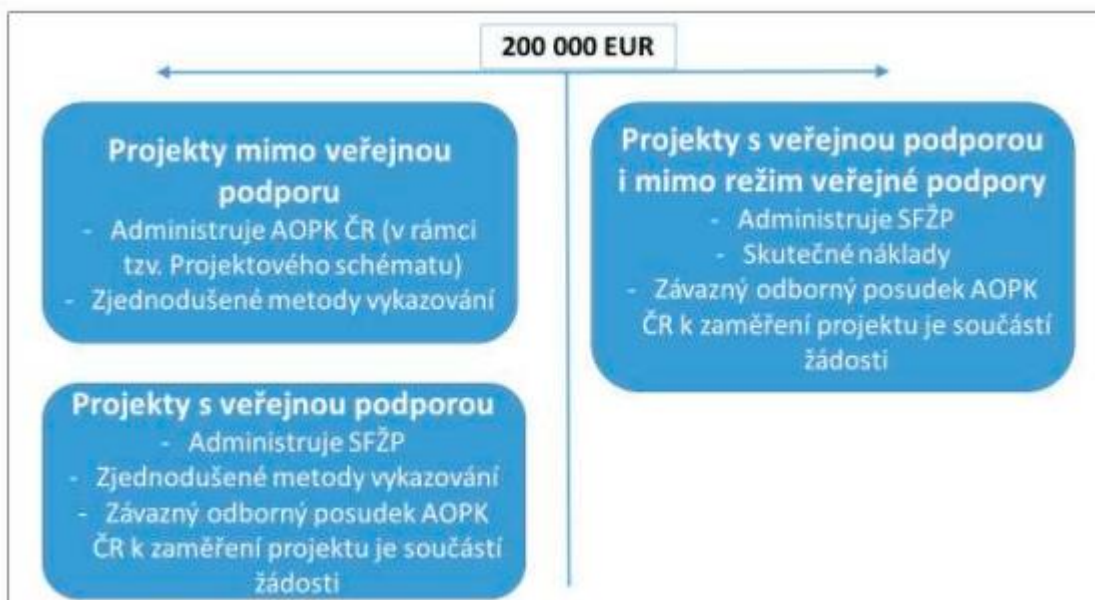 200 000 EUR
Projekty mimo veřejnou
podporu
- Administruje AOPK ČR (v rámci
tzv. Projektového schématu)
- Zjednodušené metody vykazování
Projekty s veřejnou podporou
- Administruje SFŽP
- Zjednodušené metody vykazování
- Závazný odborný posudek AOPK
ČR k zaměření projektu je součástí
žádosti
Projekty s veřejnou podporou
i mimo režim veřejné podpory
- Administruje SFŽP
- Skutečné náklady
- Závazný odborný posudek AOPK
ČR k zaměření projektu je součástí
žádosti